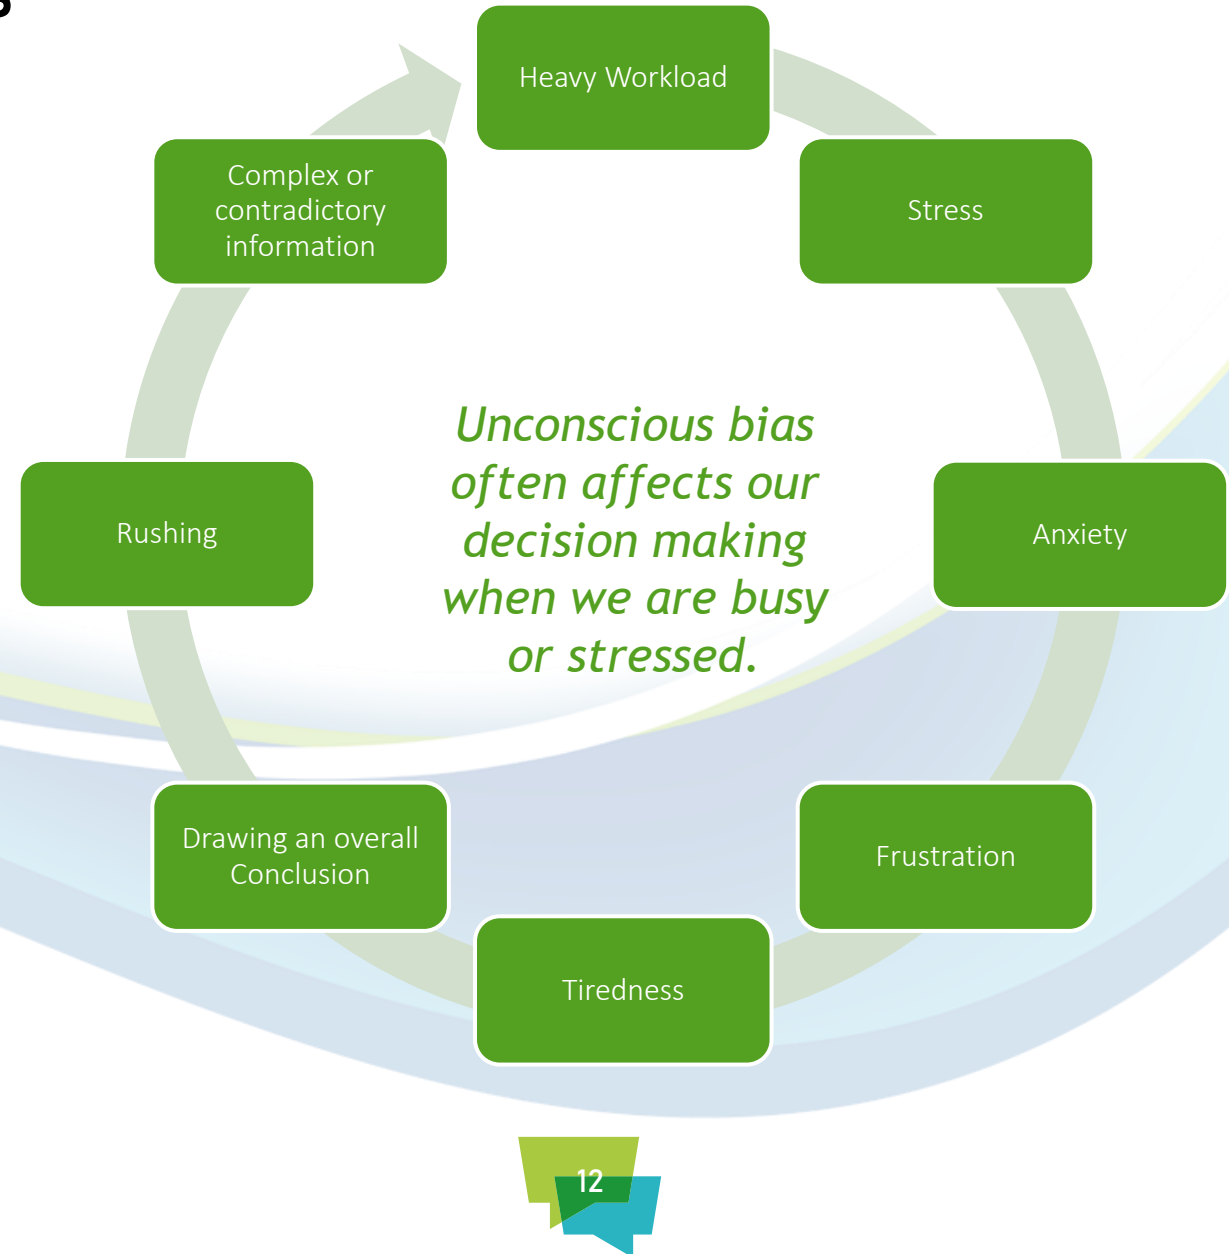 Heavy Workload
Stress
Anxiety
Frustration
Tiredness
Drawing an overall
Conclusion
Rushing
Complex or
contradictory
information
Unconscious bias
often affects our
decision making
when we are busy
or stressed.
12